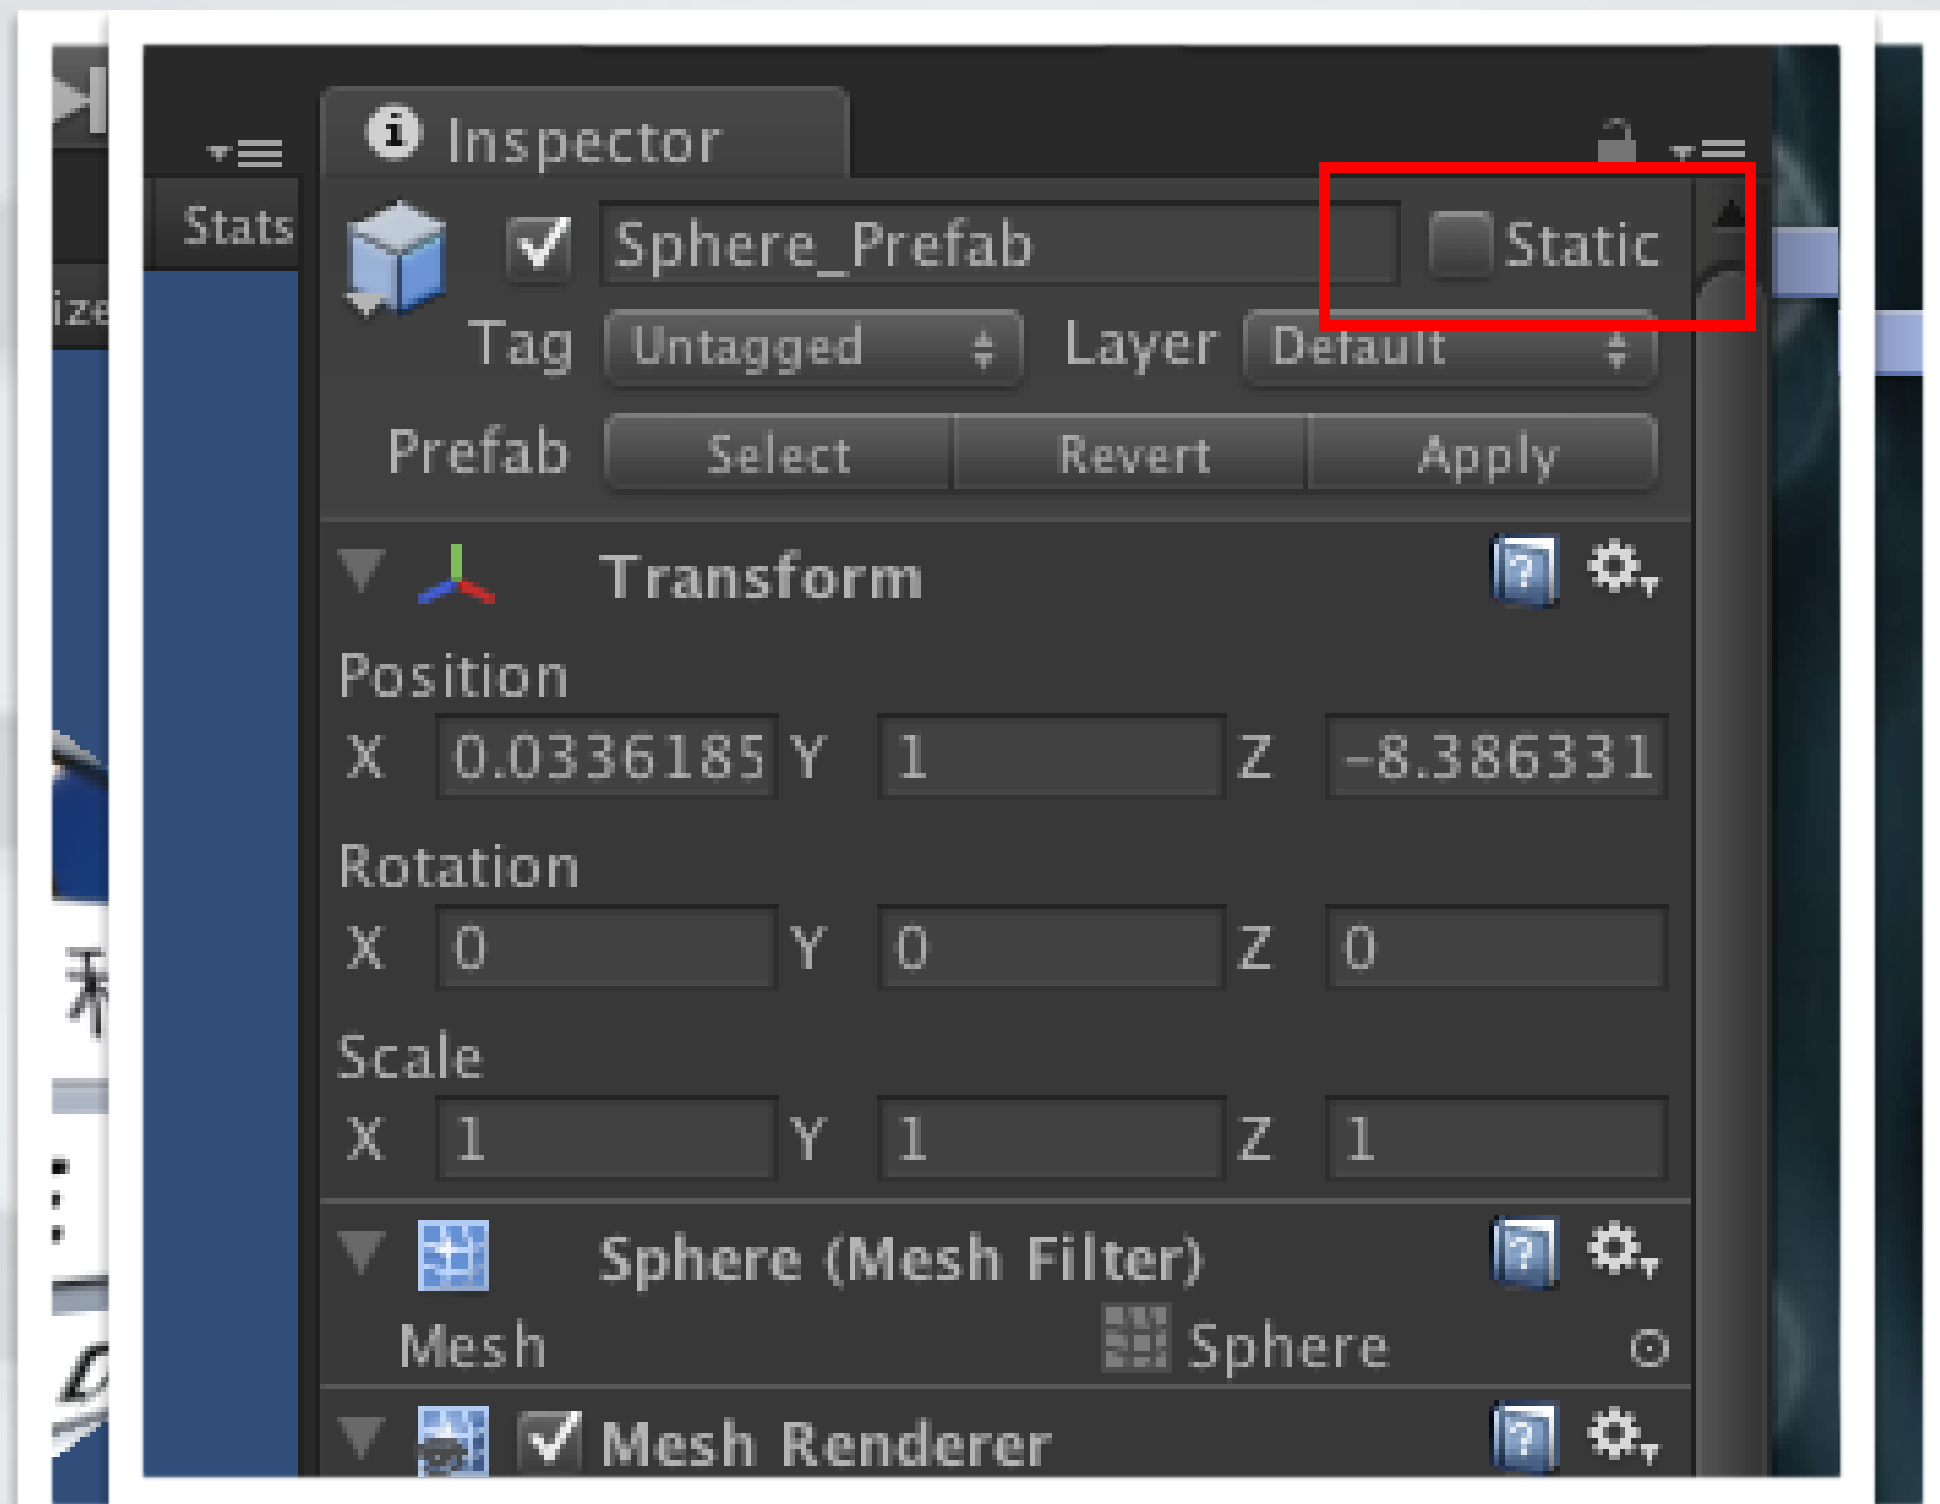 Inspector
Stats
Sphere_Prefab Static
Tag Untagged Layer Default
Prefab Select Revert Apply
Transform
Position
X 0.0336185 Y 1 Z -8.386331
Rotation
X 0 Y 0 Z 0
Scale
X 1 Y 1 Z 1
Sphere (Mesh Filter)
Mesh Sphere
Mesh Renderer